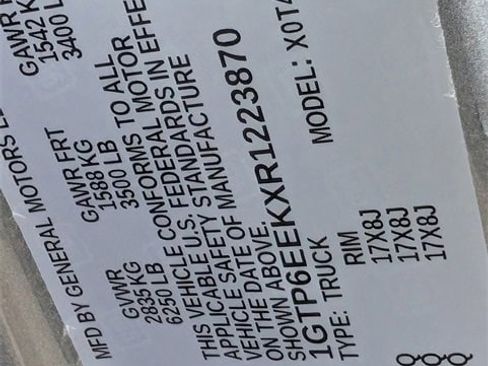 MFD BY GENERAL MOTORS
GVWR GAWR FRT GAWR
2835 KG 1588 KG 1542 KG
6250 LB 3500 LB 3400
THIS VEHICLE CONFORMS TO ALL
APPLICABLE U.S. FEDERAL MOTOR
VEHICLE SAFETY STANDARDS IN
VEHICLE DATE OF MANUFACTURE
ON THE
SHOWN ABOVE.
1GTP6EEKXR1223870
TYPE: TRUCK MODEL:
RIM
17X8J
17X8J
17X8J